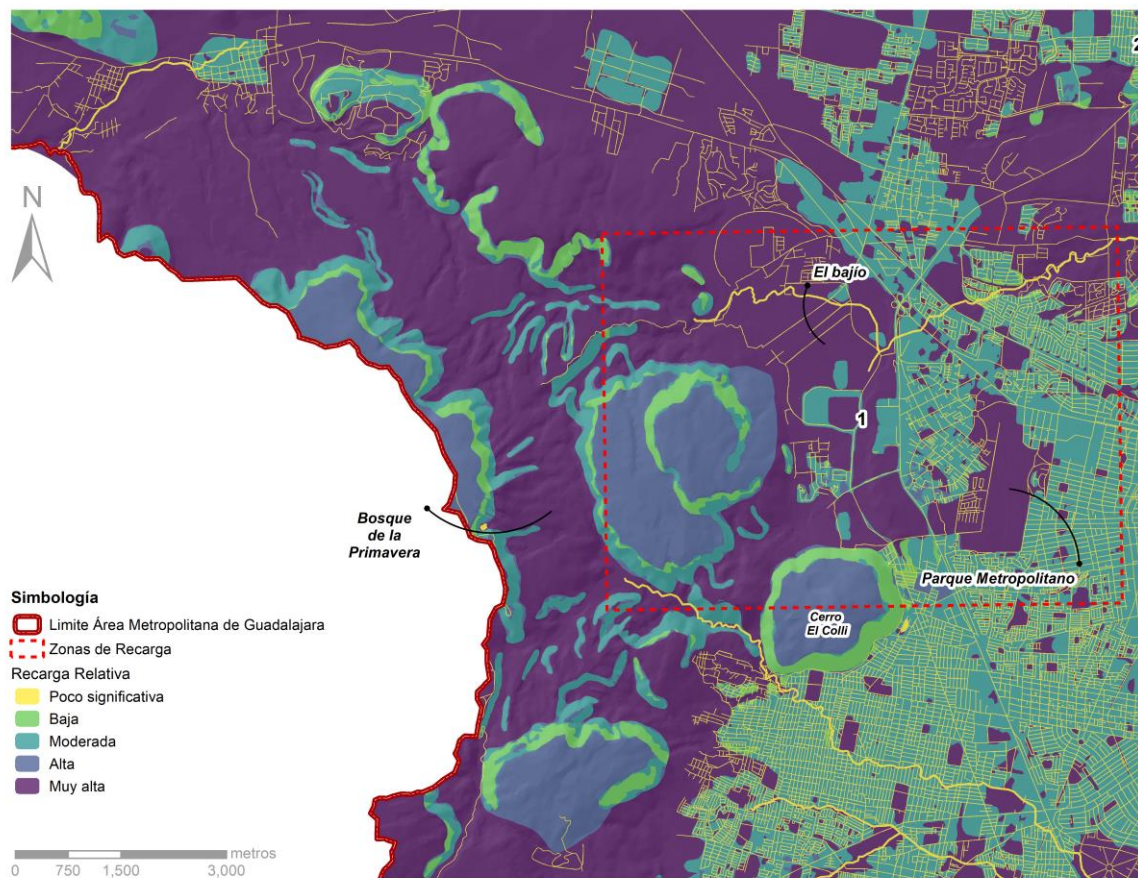 2
El bajío
1
Bosque
de la
Primavera
Parque Metropolitano
Cerro
El Colli
N
Simbología
Limite Área Metropolitana de Guadalajara
Zonas de Recarga
Recarga Relativa
Poco significativa
Baja
Moderada
Alta
Muy alta
metros
0 750 1,500 3,000